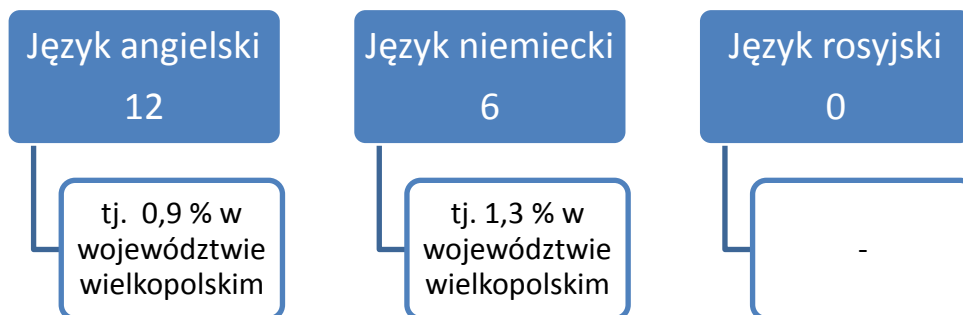 Język angielski
12
tj. 0,9 % w
województwie
wielkopolskim
Język niemiecki
6
tj. 1,3 % w
województwie
wielkopolskim
Język rosyjski
0
-